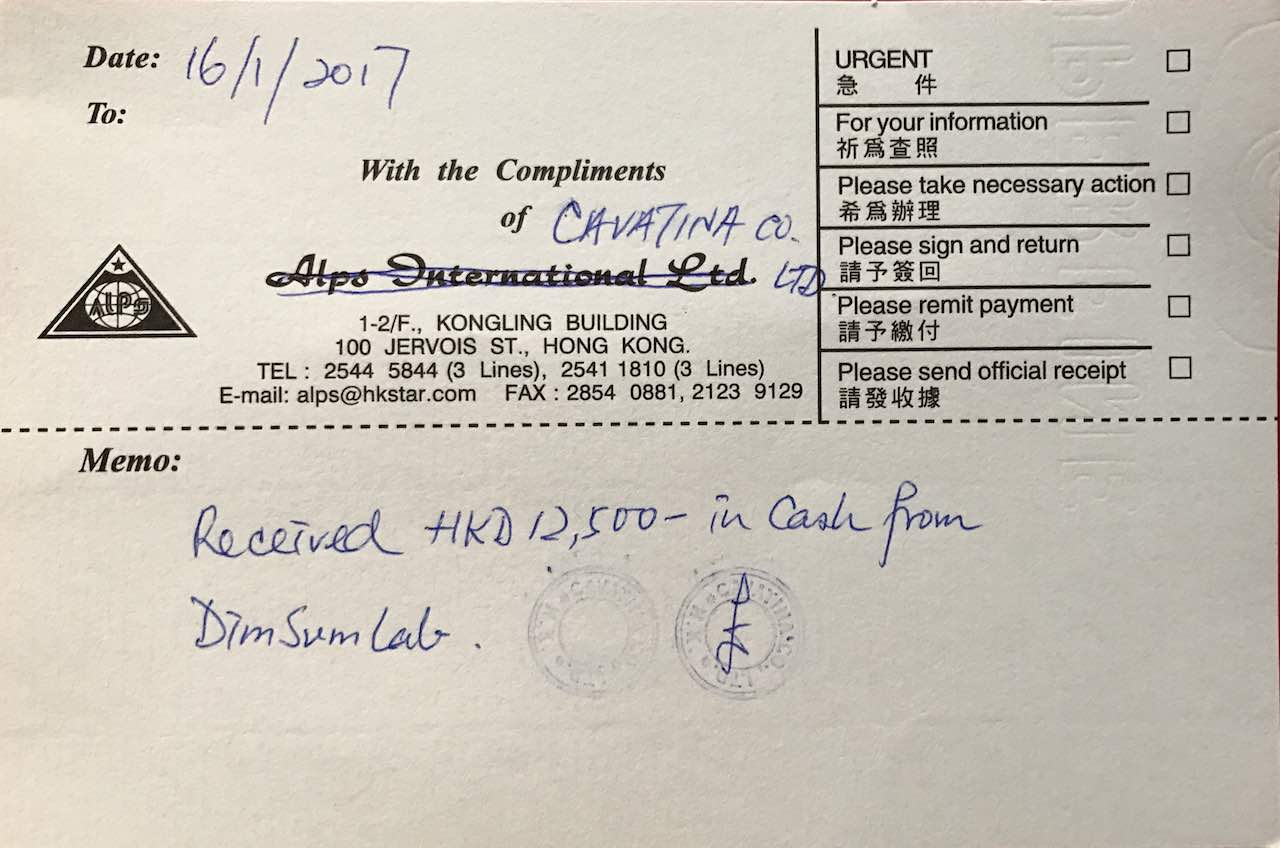 Date: 16/1/2017
To:
With the Compliments
of CAVATINA CO.
Alps International Ltd. LTD
ALPS
1-2/F., KONGLING BUILDING
100 JERVOIS ST., HONG KONG.
TEL : 2544 5844 (3 Lines), 2541 1810 (3 Lines)
E-mail: alps@hkstar.com FAX : 2854 0881, 2123 9129
URGENT
急 件
For your information
祈爲查照
Please take necessary action
希爲辦理
Please sign and return
請予簽回
Please remit payment
請予繳付
Please send official receipt
請發收據
Memo:
Received HKD 12,500- in Cash from
DimSumLab.
CAVATINA CO. LTD. H.K.